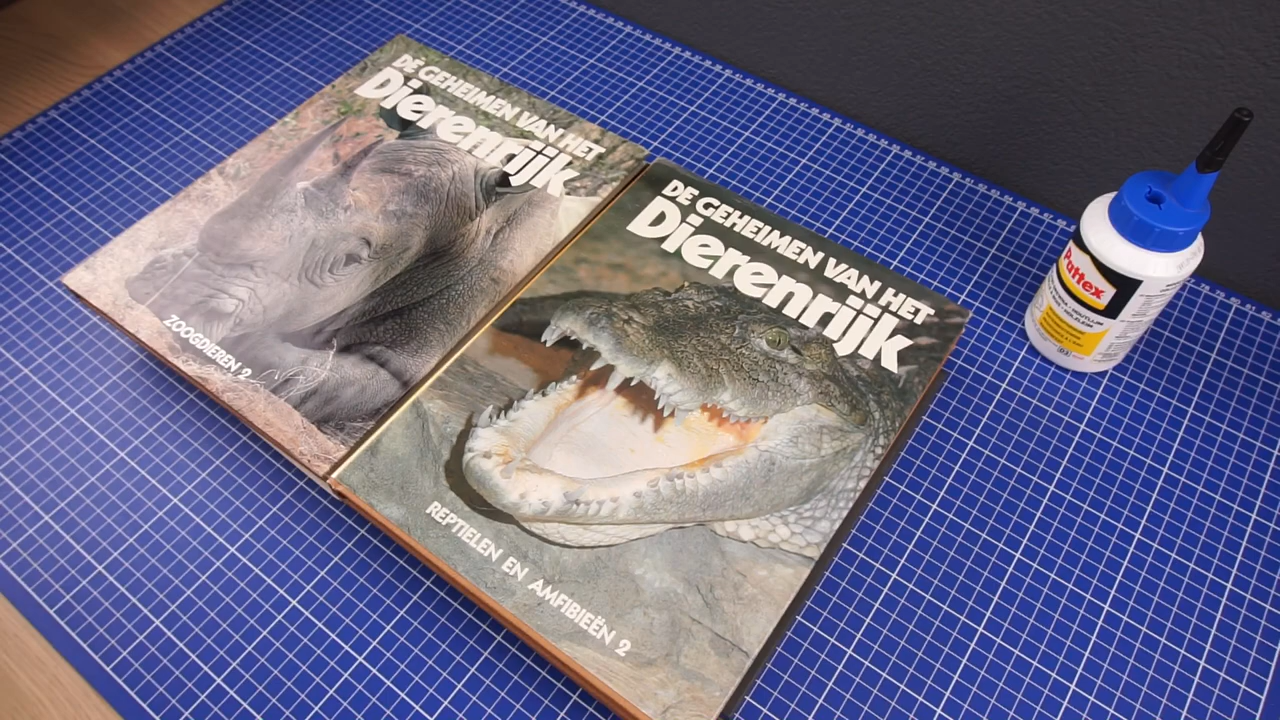 DE GEHEIMEN VAN HET
Dierenrijk
ZOOGDIEREN 2
DE GEHEIMEN VAN HET
Dierenrijk
REPTIELEN EN AMFIBIEËN 2
Pattex